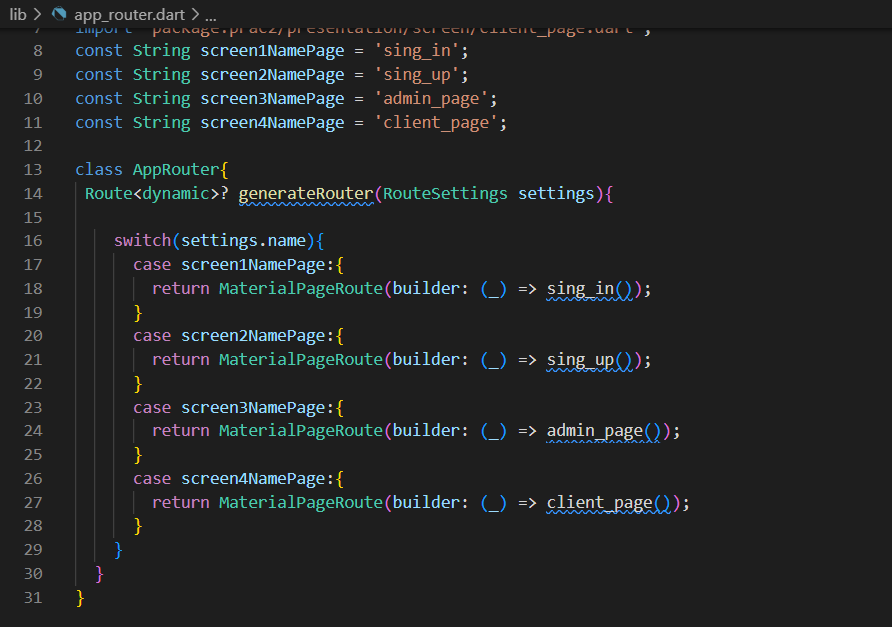 lib > app_router.dart > ...
7 import 'package:prac2/presentation/screen/client_page.dart';
8 const String screen1NamePage = 'sing_in';
9 const String screen2NamePage = 'sing_up';
10 const String screen3NamePage = 'admin_page';
11 const String screen4NamePage = 'client_page';
12
13 class AppRouter{
14 Route<dynamic>? generateRouter(RouteSettings settings){
15
16 switch(settings.name){
17 case screen1NamePage:{
18 return MaterialPageRoute(builder: (_) => sing_in());
19 }
20 case screen2NamePage:{
21 return MaterialPageRoute(builder: (_) => sing_up());
22 }
23 case screen3NamePage:{
24 return MaterialPageRoute(builder: (_) => admin_page());
25 }
26 case screen4NamePage:{
27 return MaterialPageRoute(builder: (_) => client_page());
28 }
29 }
30 }
31 }